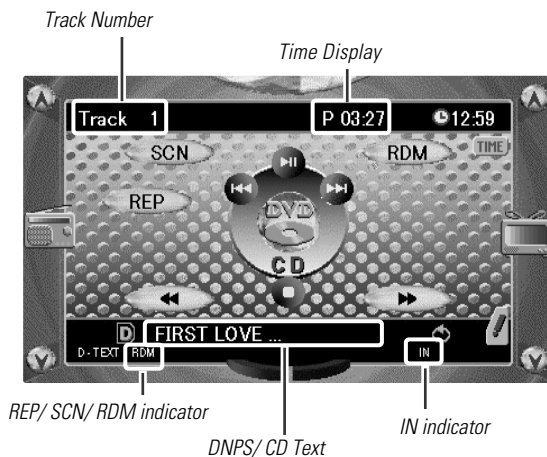 Track Number
Time Display
Track 1
P 03:27
12:59
SCN
RDM
TIME
REP
DVD
CD
D FIRST LOVE ...
D-TEXT RDM
IN
REP/ SCN/ RDM indicator
IN indicator
DNPS/ CD Text